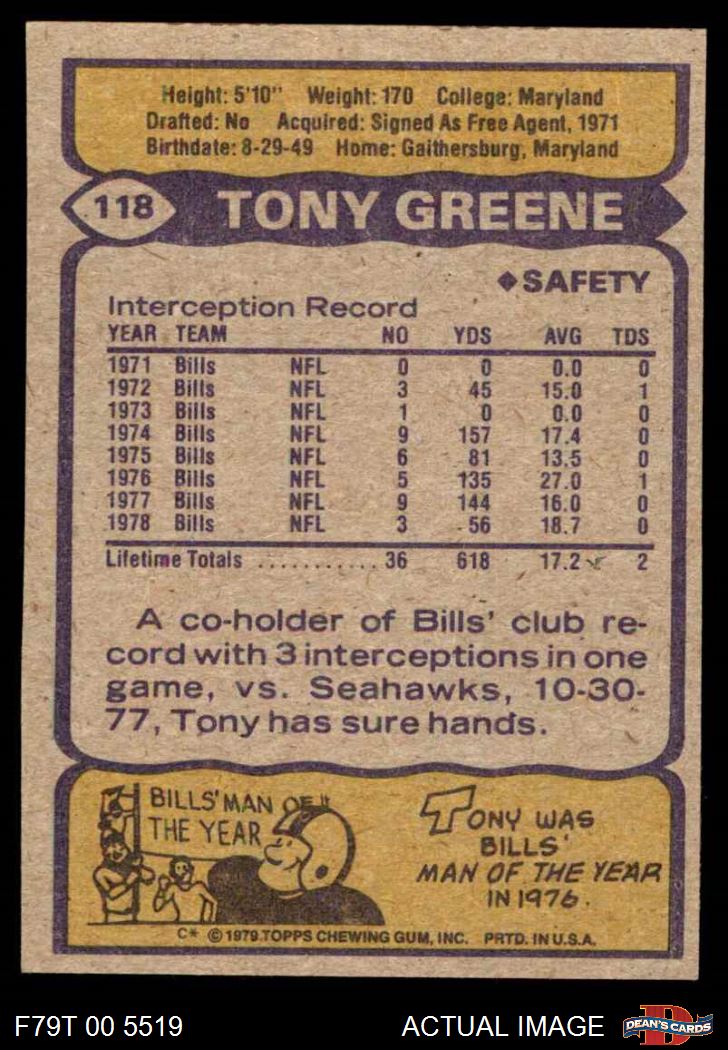 Height: 5'10" Weight: 170 College: Maryland
Drafted: No Acquired: Signed As Free Agent, 1971
Birthdate: 8-29-49 Home: Gaithersburg, Maryland
118 TONY GREENE
◆SAFETY
Interception Record
YEAR TEAM NO YDS AVG TDS
1971 Bills NFL 0 0 0.0 0
1972 Bills NFL 3 45 15.0 1
1973 Bills NFL 1 0 0.0 0
1974 Bills NFL 9 157 17.4 0
1975 Bills NFL 6 81 13.5 0
1976 Bills NFL 5 135 27.0 1
1977 Bills NFL 9 144 16.0 0
1978 Bills NFL 3 56 18.7 0
Lifetime Totals ........... 36 618 17.2 2
A co-holder of Bills' club re-
cord with 3 interceptions in one
game, vs. Seahawks, 10-30-
77, Tony has sure hands.
BILLS' MAN OF
THE YEAR
TONY WAS
BILLS'
MAN OF THE YEAR
IN 1976.
C* © 1979 TOPPS CHEWING GUM, INC. PRTD. IN U.S.A.
F79T 00 5519 ACTUAL IMAGE
D
DEAN'S CARDS